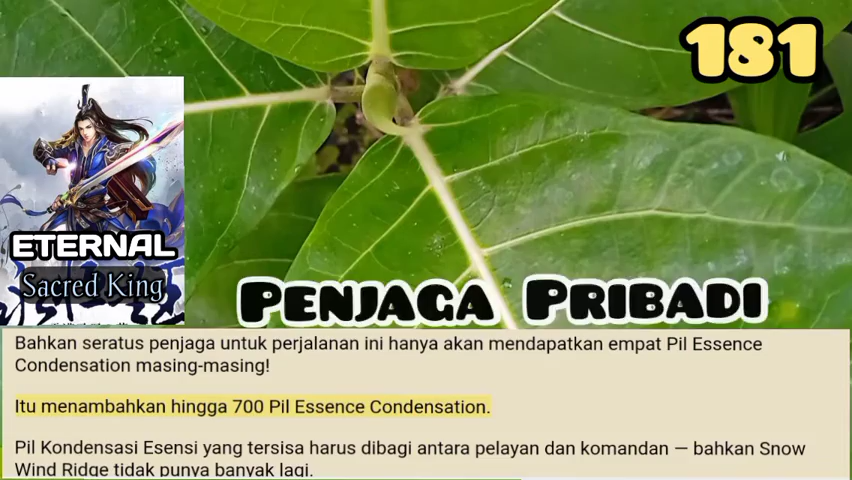 181
ETERNAL
Sacred King
PENJAGA PRIBADI
Bahkan seratus penjaga untuk perjalanan ini hanya akan mendapatkan empat Pil Essence
Condensation masing-masing!
Itu menambahkan hingga 700 Pil Essence Condensation.
Pil Kondensasi Esensi yang tersisa harus dibagi antara pelayan dan komandan — bahkan Snow
Wind Ridge tidak punya banyak lagi.